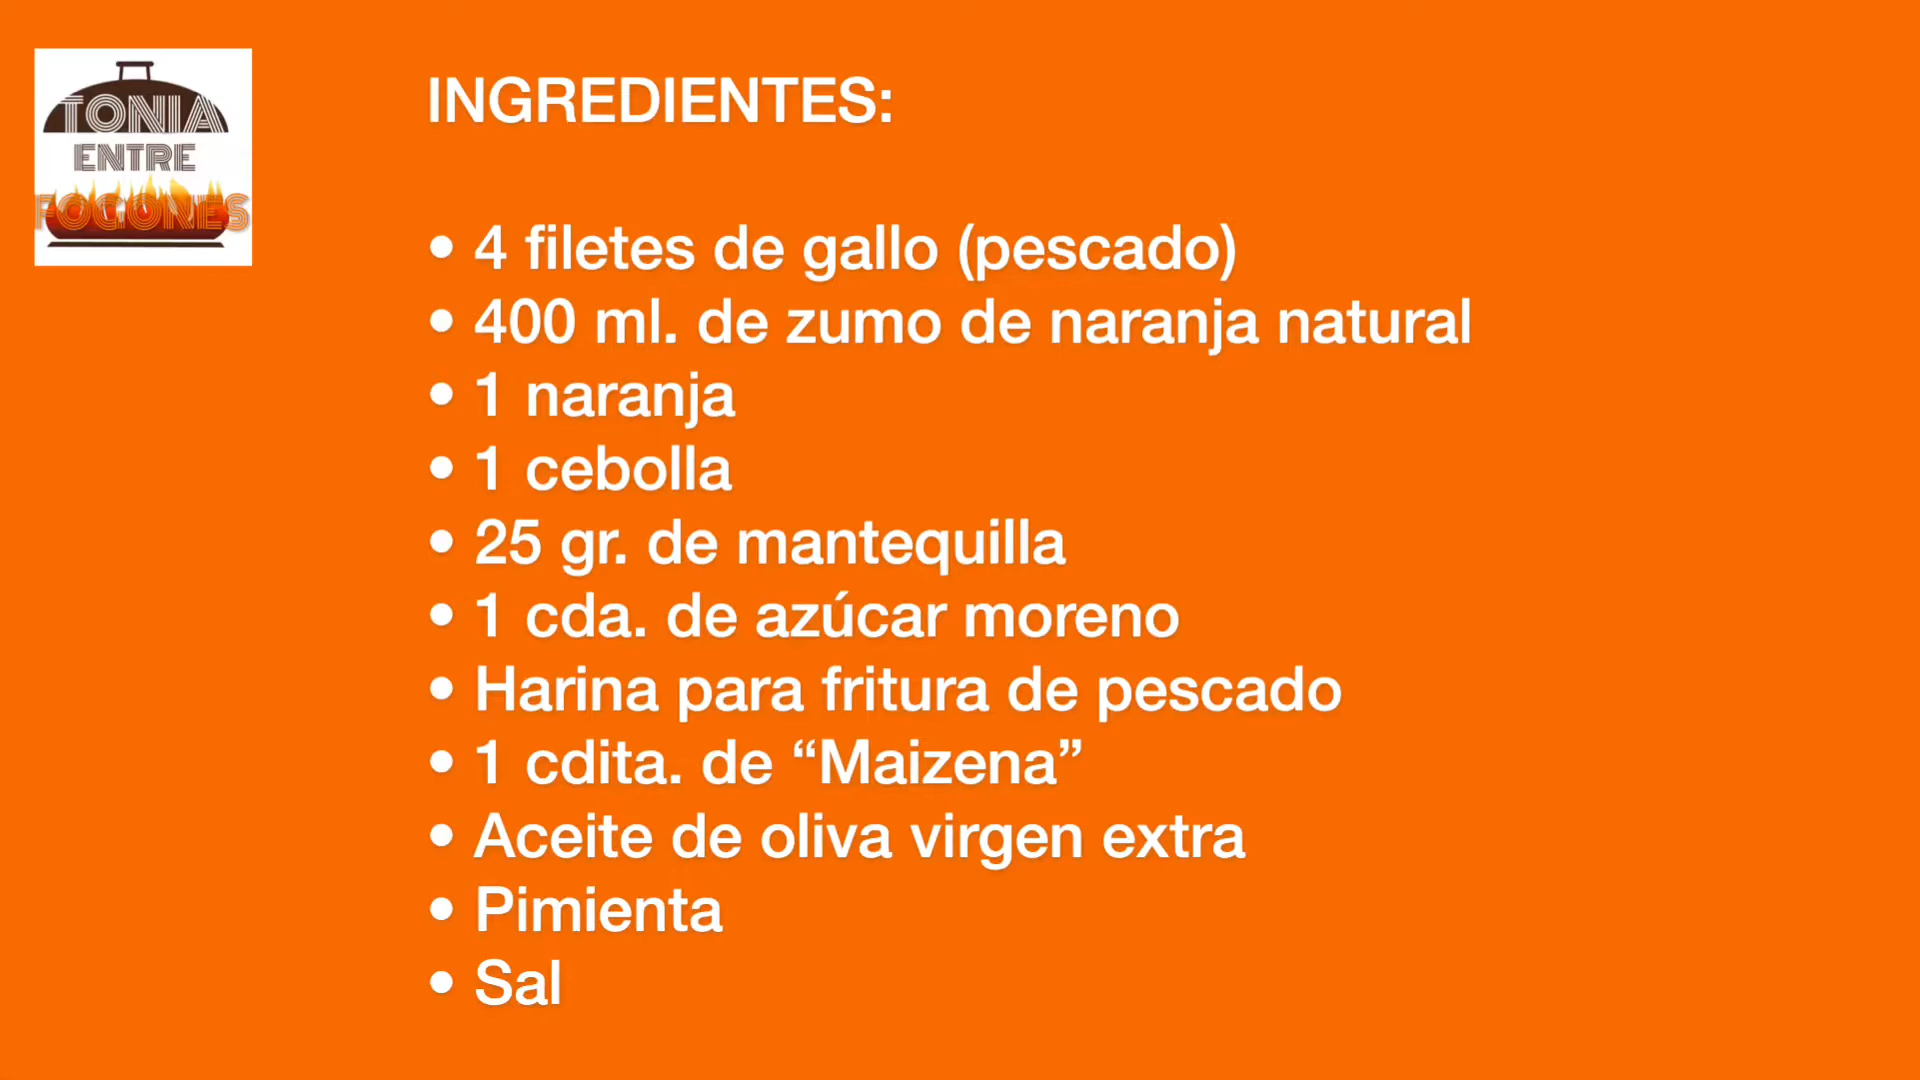 TONIA
ENTRE
FOGONES
INGREDIENTES:
• 4 filetes de gallo (pescado)
• 400 ml. de zumo de naranja natural
• 1 naranja
• 1 cebolla
• 25 gr. de mantequilla
• 1 cda. de azúcar moreno
• Harina para fritura de pescado
• 1 cdita. de “Maizena”
• Aceite de oliva virgen extra
• Pimienta
• Sal